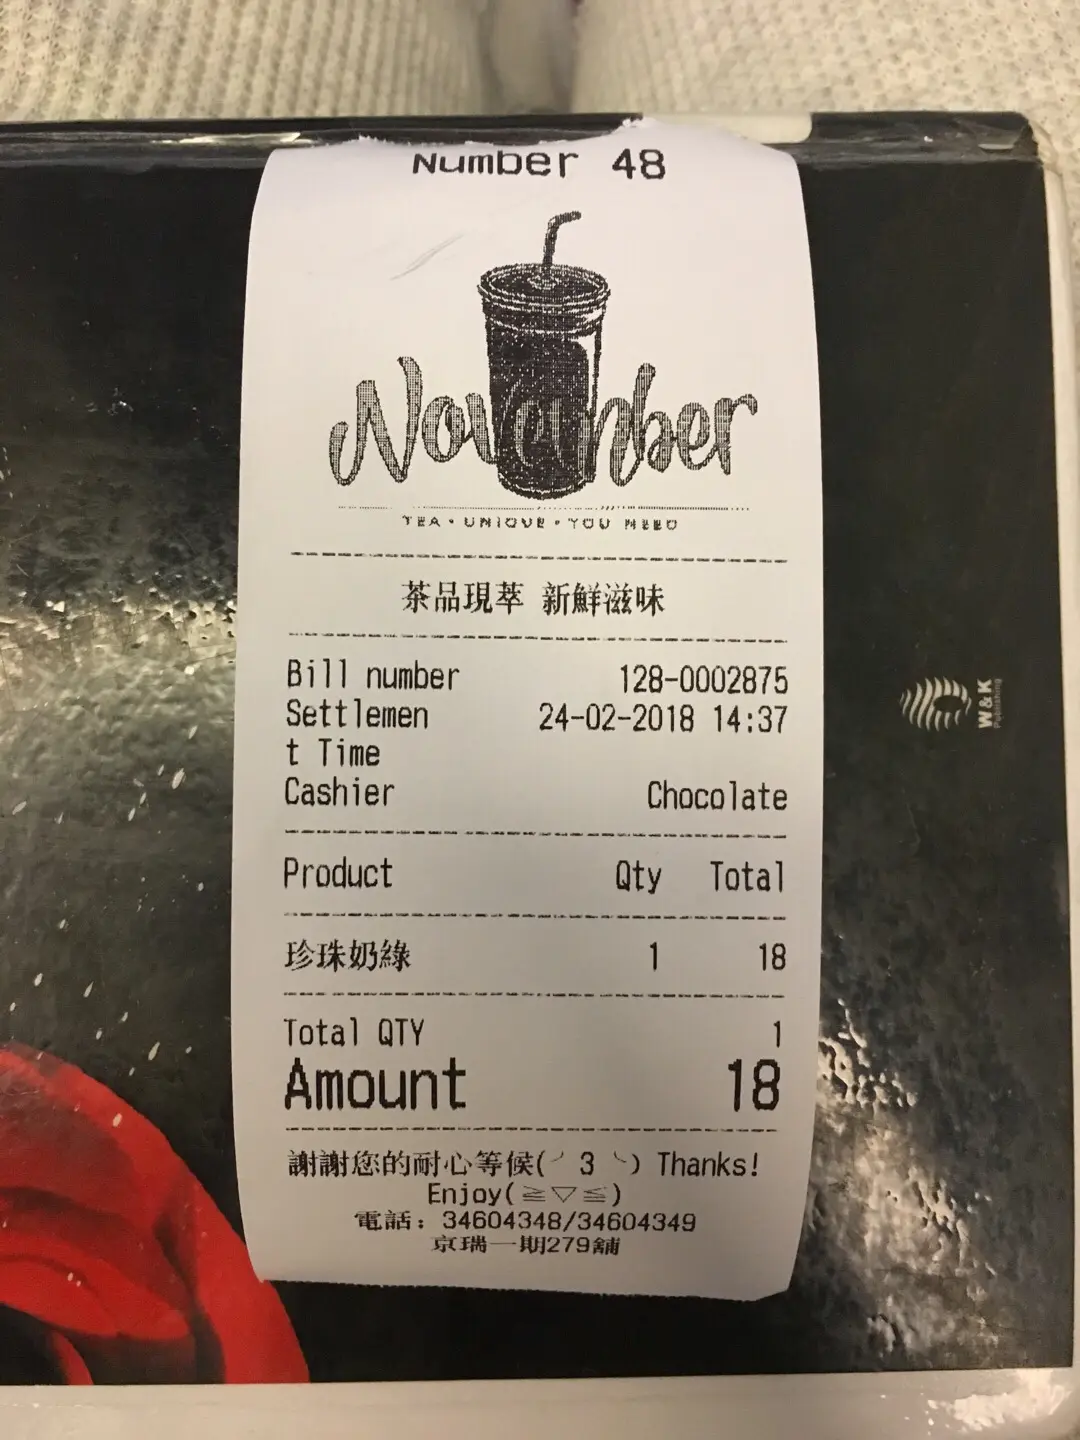 Number 48
November
TEA • UNIQUE • YOU NEED
茶品現萃 新鮮滋味
Bill number 128-0002875
Settlemen 24-02-2018 14:37
t Time
Cashier Chocolate
Product Qty Total
珍珠奶綠 1 18
Total QTY 1
Amount 18
謝謝您的耐心等候(╯3╰) Thanks!
Enjoy(≧▽≦)
電話：34604348/34604349
京瑞一期279舖
W&K
Publishing